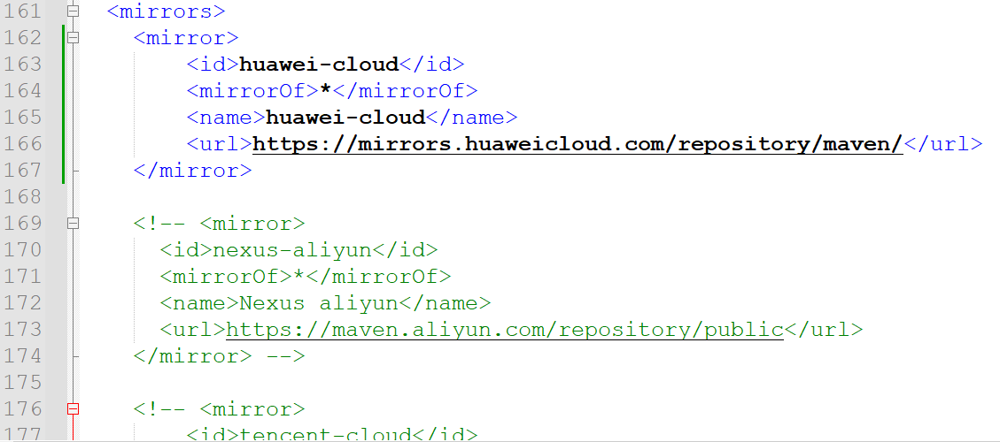 161 <mirrors>
162 <mirror>
163 <id>huawei-cloud</id>
164 <mirrorOf>*</mirrorOf>
165 <name>huawei-cloud</name>
166 <url>https://mirrors.huaweicloud.com/repository/maven/</url>
167 </mirror>
168
169 <!-- <mirror>
170 <id>nexus-aliyun</id>
171 <mirrorOf>*</mirrorOf>
172 <name>Nexus aliyun</name>
173 <url>https://maven.aliyun.com/repository/public</url>
174 </mirror> -->
175
176 <!-- <mirror>
177 <id>tencent-cloud</id>